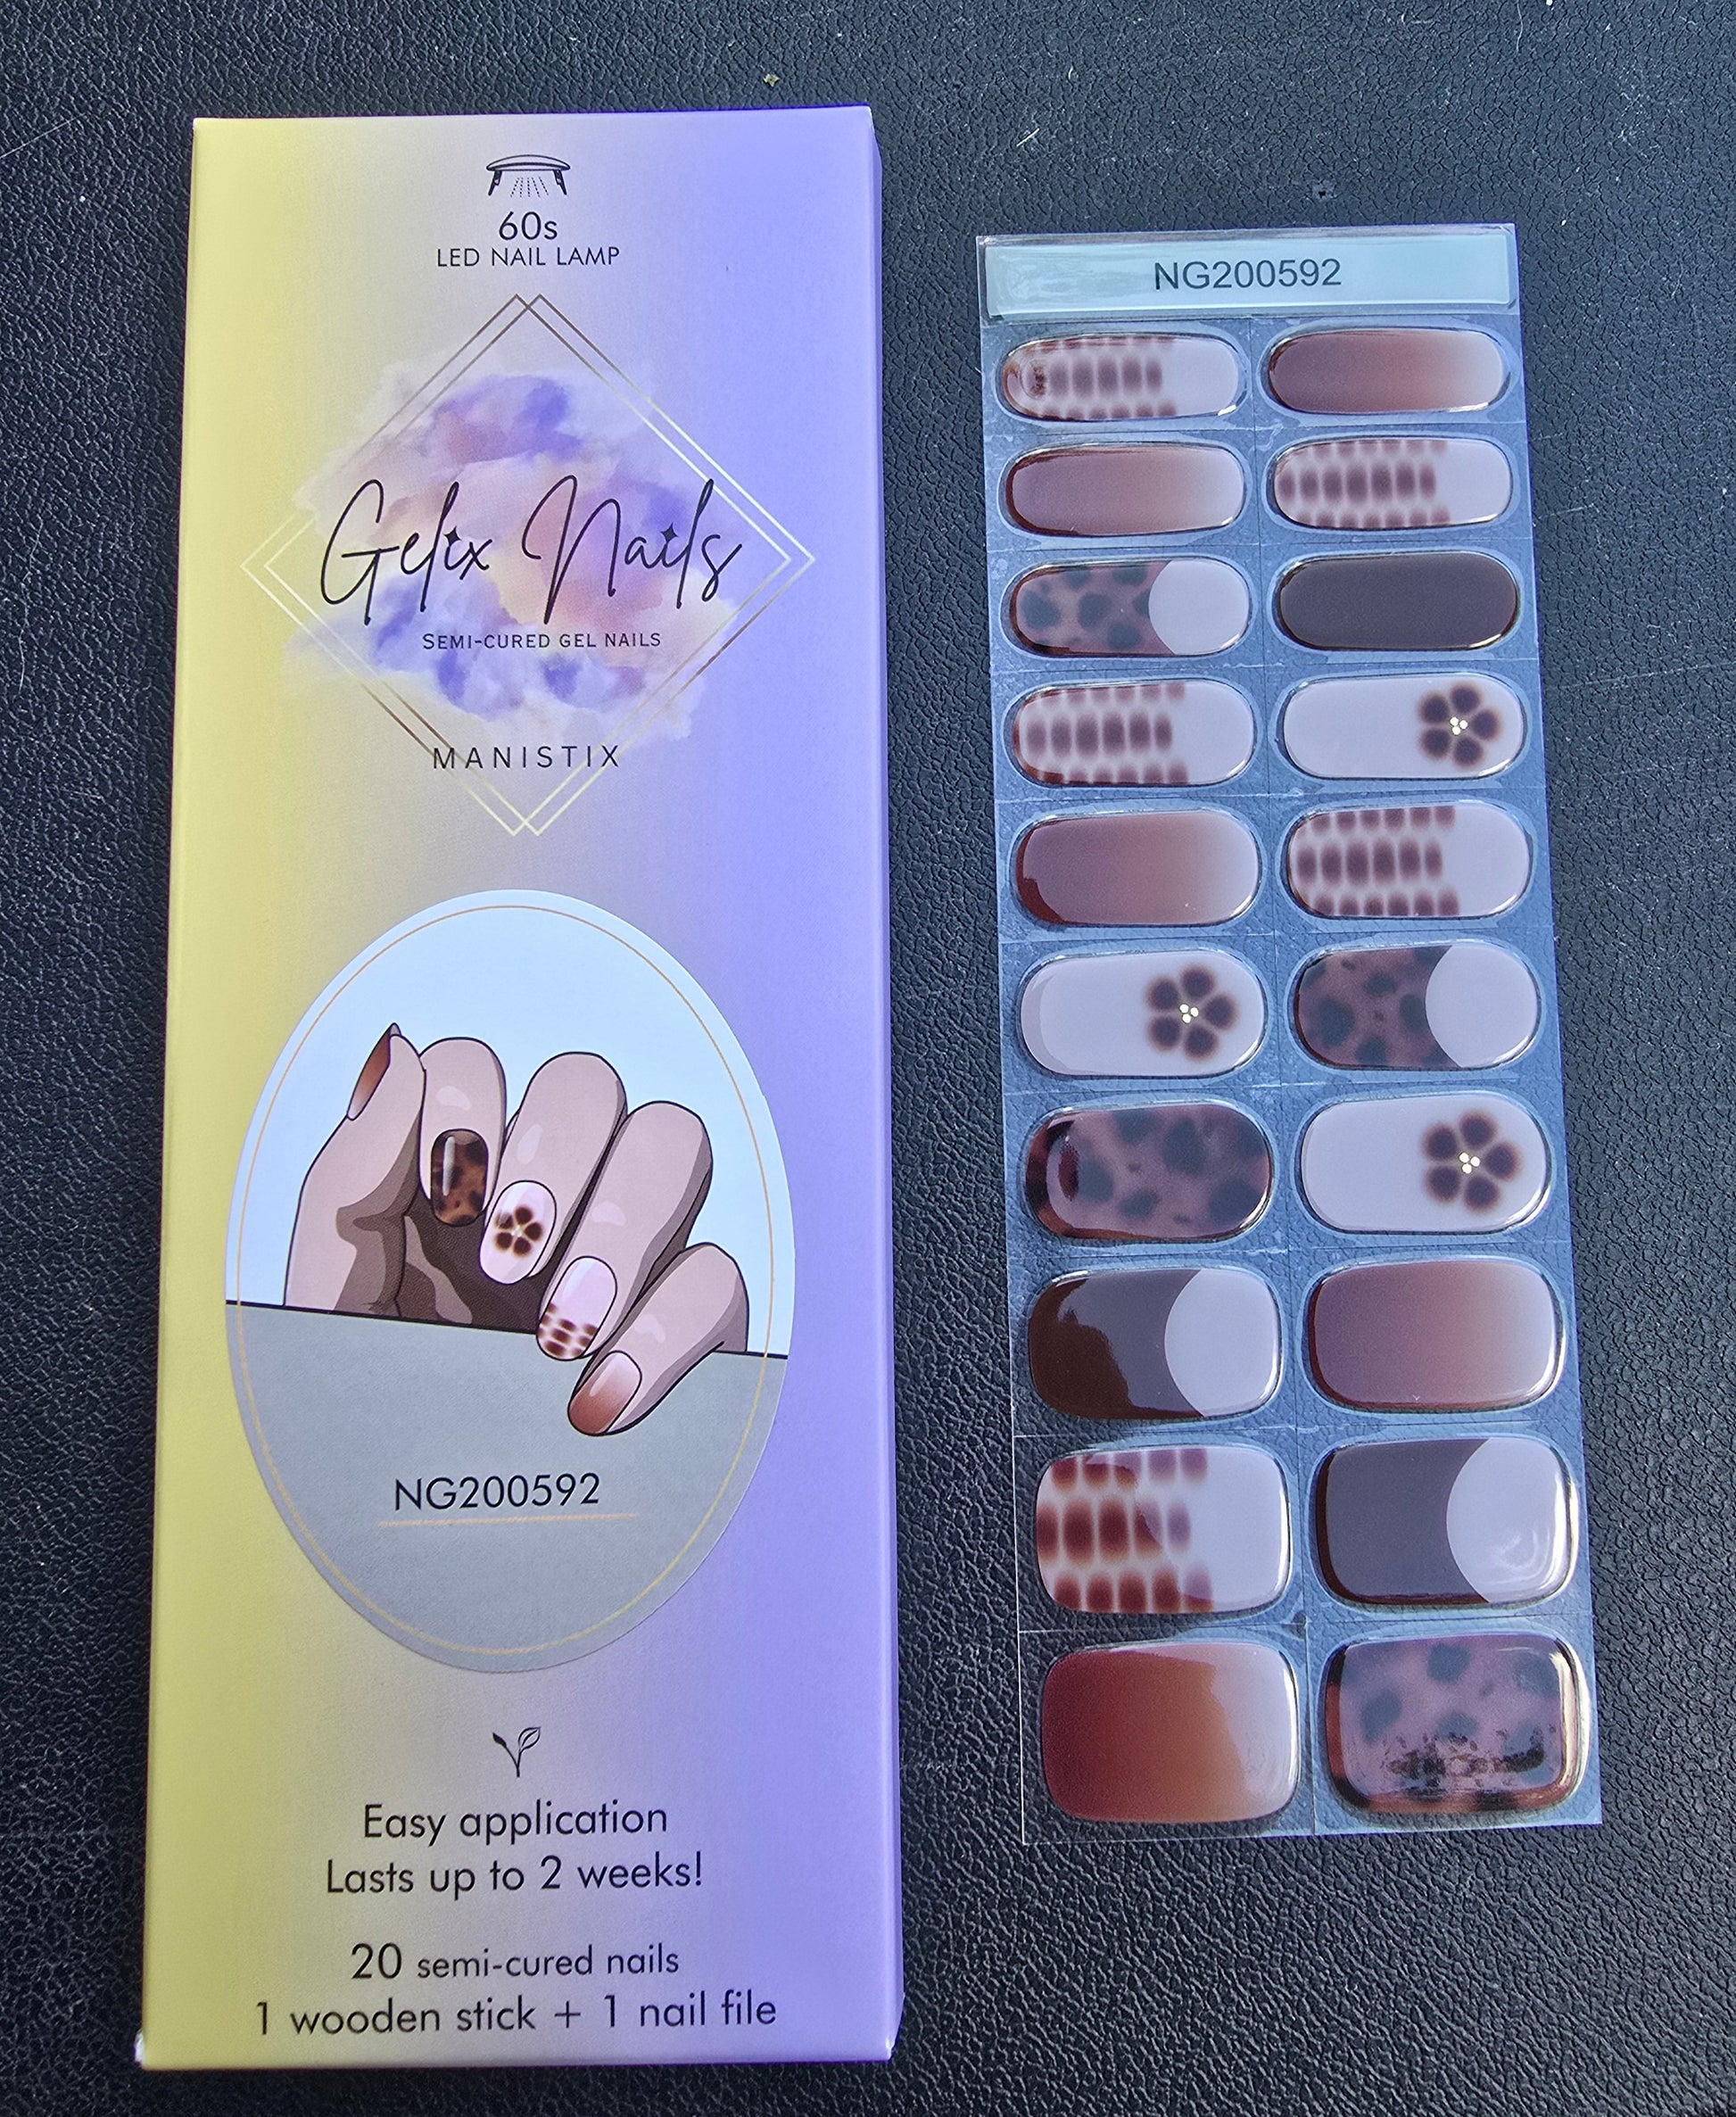 60s
LED NAIL LAMP
Gelix Nails
SEMI-CURED GEL NAILS
MANISTIX
NG200592
Easy application
Lasts up to 2 weeks!
20 semi-cured nails
1 wooden stick + 1 nail file
NG200592